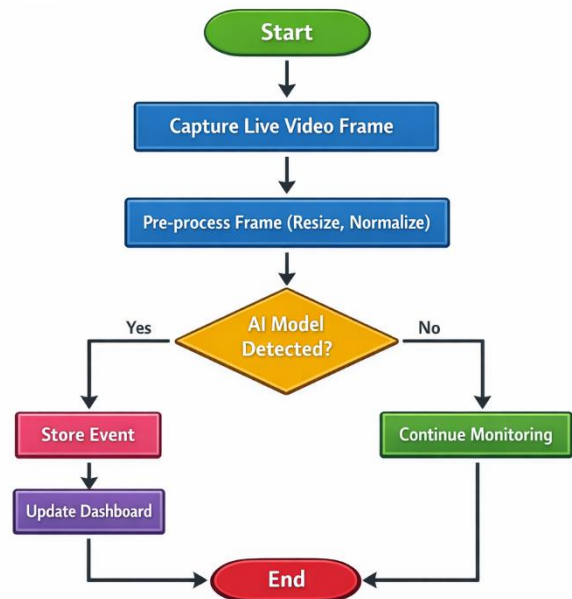 Start
Capture Live Video Frame
Pre-process Frame (Resize, Normalize)
AI Model
Detected?
Yes
No
Store Event
Continue Monitoring
Update Dashboard
End